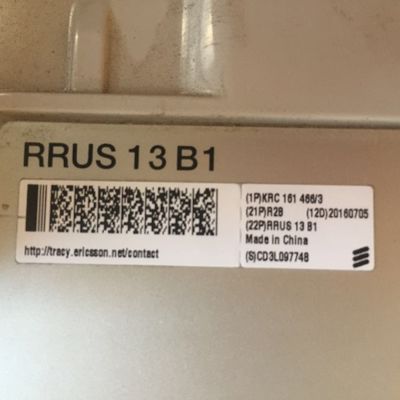 RRUS 13 B1
(1P)KRC 161 466/3
(21P)R2B (12D)20160705
(22P)RRUS 13 B1
Made in China
(S)CD3L097748
http://tracy.ericsson.net/contact